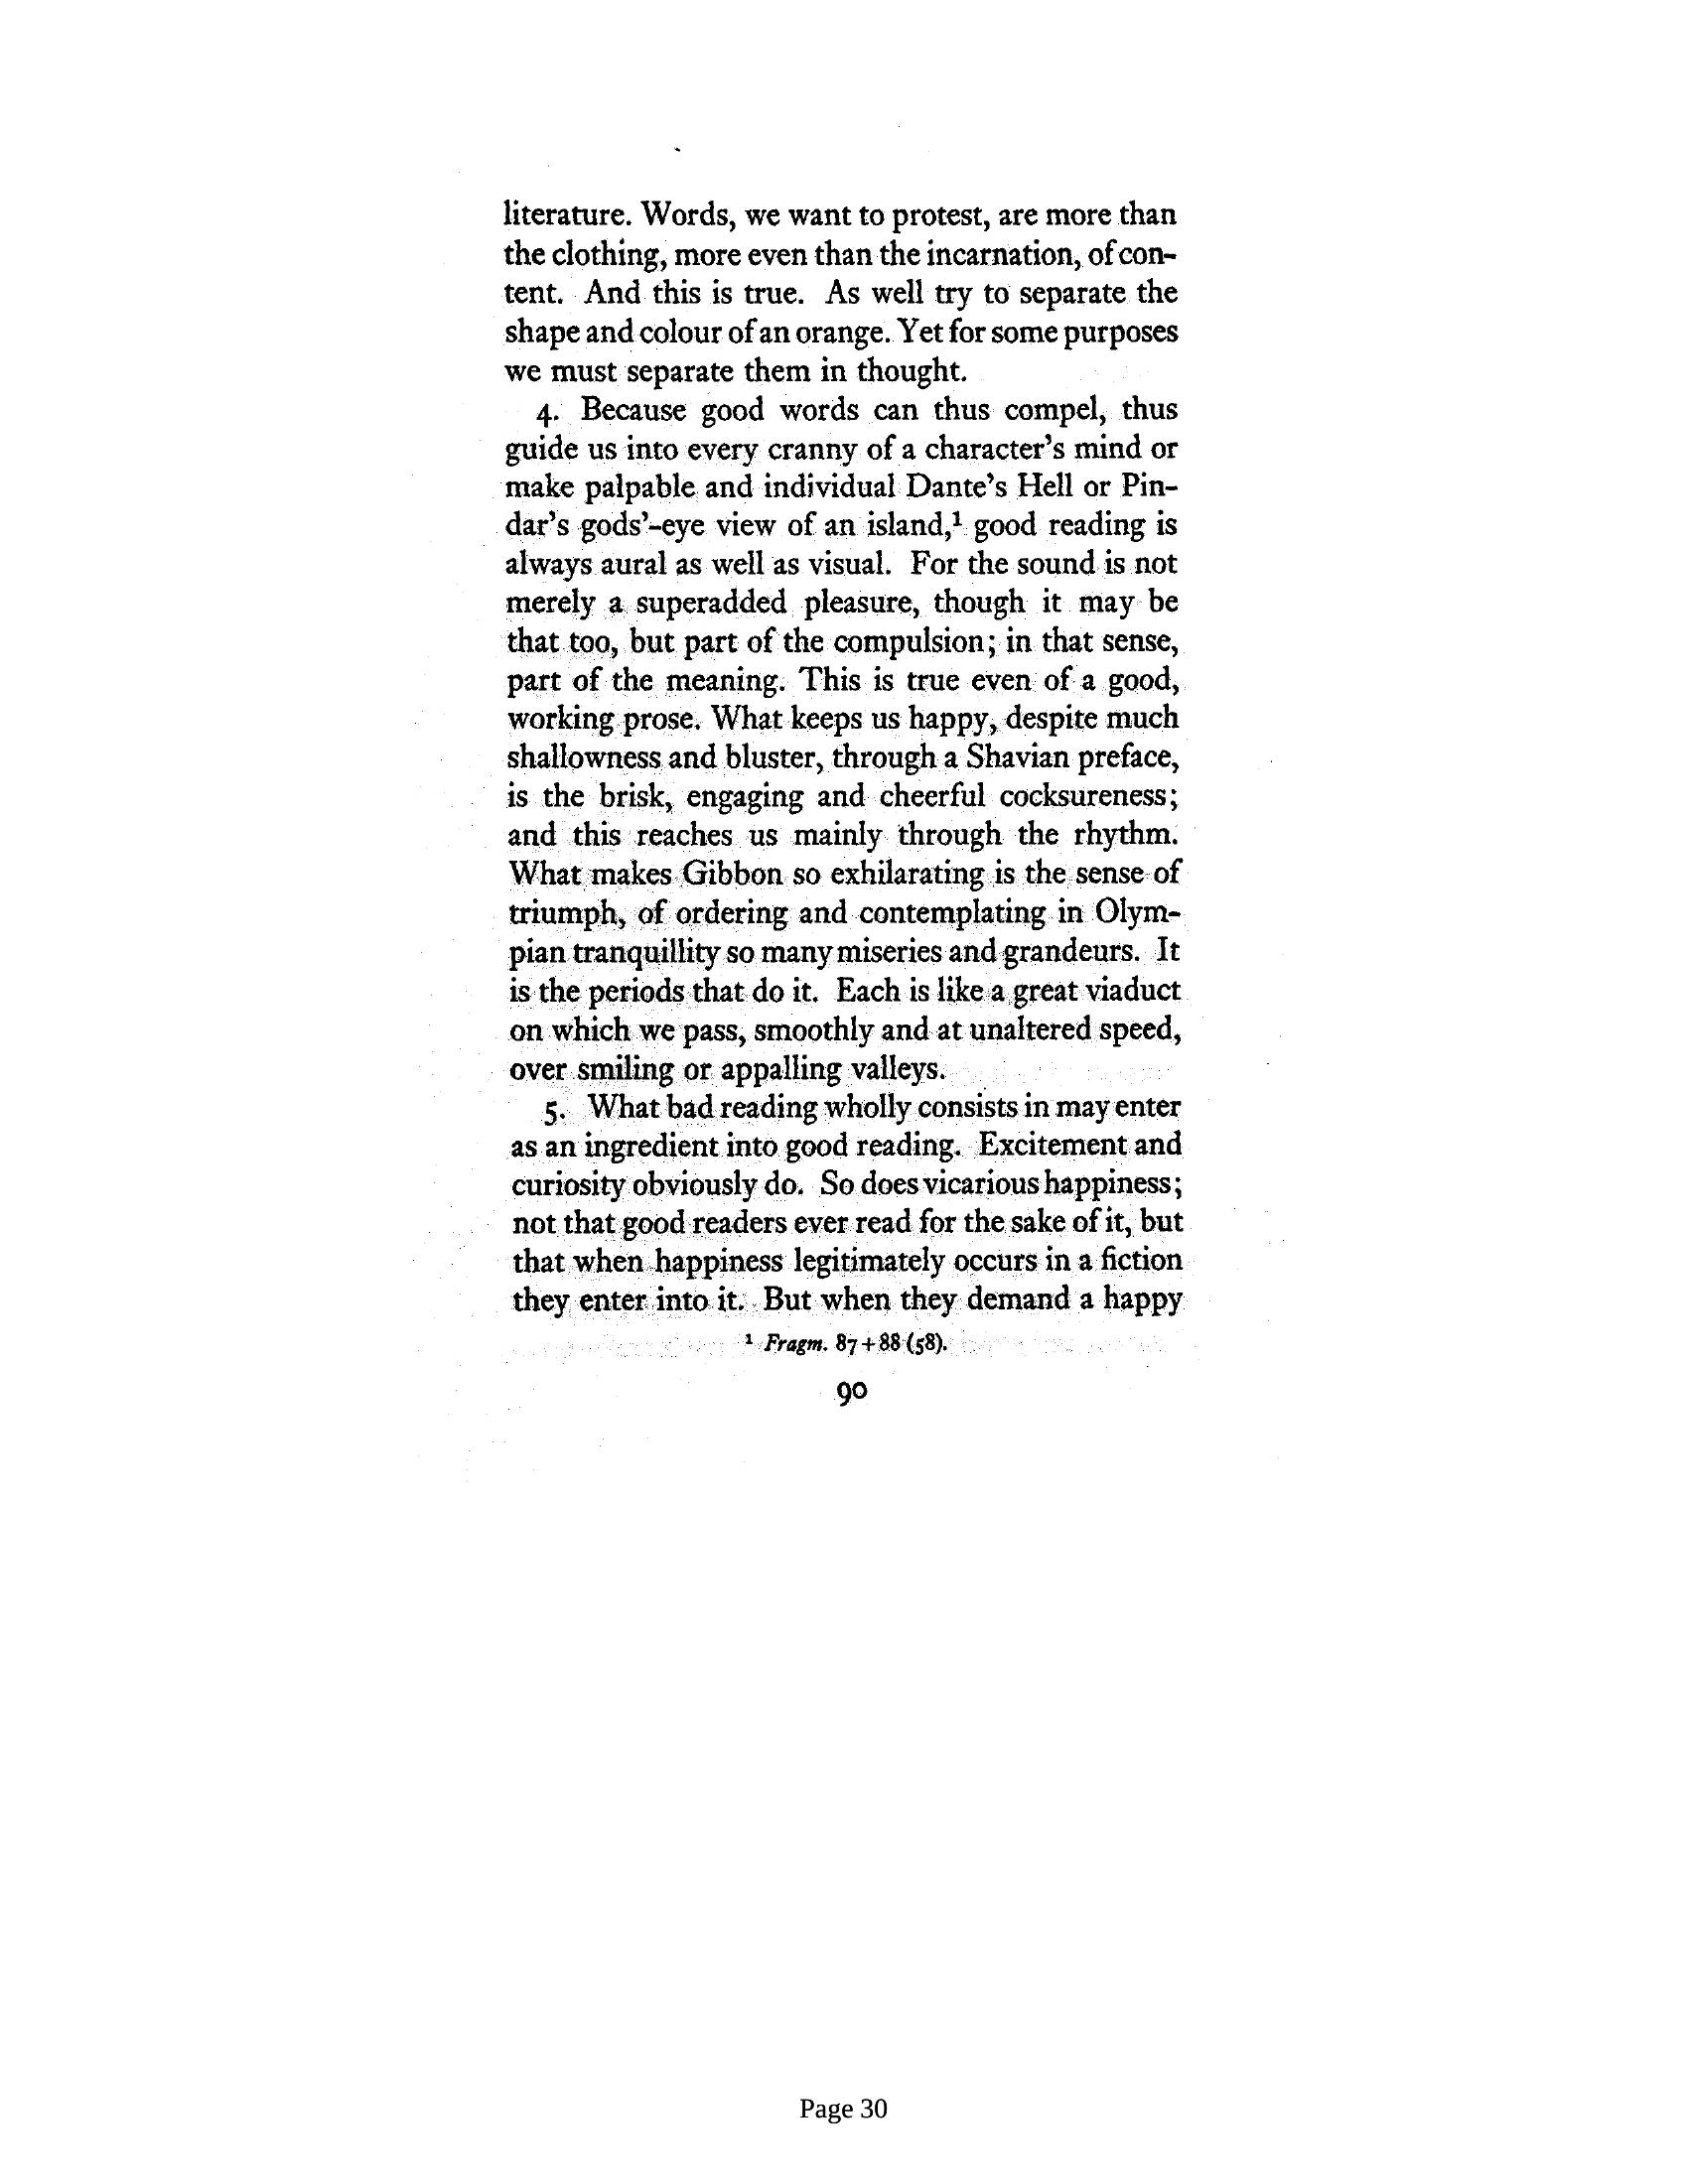 literature. Words, we want to protest, are more than
the clothing, more even than the incarnation, of con-
tent. And this is true. As well try to separate the
shape and colour of an orange. Yet for some purposes
we must separate them in thought.
4. Because good words can thus compel, thus
guide us into every cranny of a character's mind or
make palpable and individual Dante's Hell or Pin-
dar's gods'-eye view of an island,¹ good reading is
always aural as well as visual. For the sound is not
merely a superadded pleasure, though it may be
that too, but part of the compulsion; in that sense,
part of the meaning. This is true even of a good,
working prose. What keeps us happy, despite much
shallowness and bluster, through a Shavian preface,
is the brisk, engaging and cheerful cocksureness;
and this reaches us mainly through the rhythm.
What makes Gibbon so exhilarating is the sense of
triumph, of ordering and contemplating in Olym-
pian tranquillity so many miseries and grandeurs. It
is the periods that do it. Each is like a great viaduct
on which we pass, smoothly and at unaltered speed,
over smiling or appalling valleys.
5. What bad reading wholly consists in may enter
as an ingredient into good reading. Excitement and
curiosity obviously do. So does vicarious happiness;
not that good readers ever read for the sake of it, but
that when happiness legitimately occurs in a fiction
they enter into it. But when they demand a happy
¹ Fragm. 87+88 (58).
90
Page 30